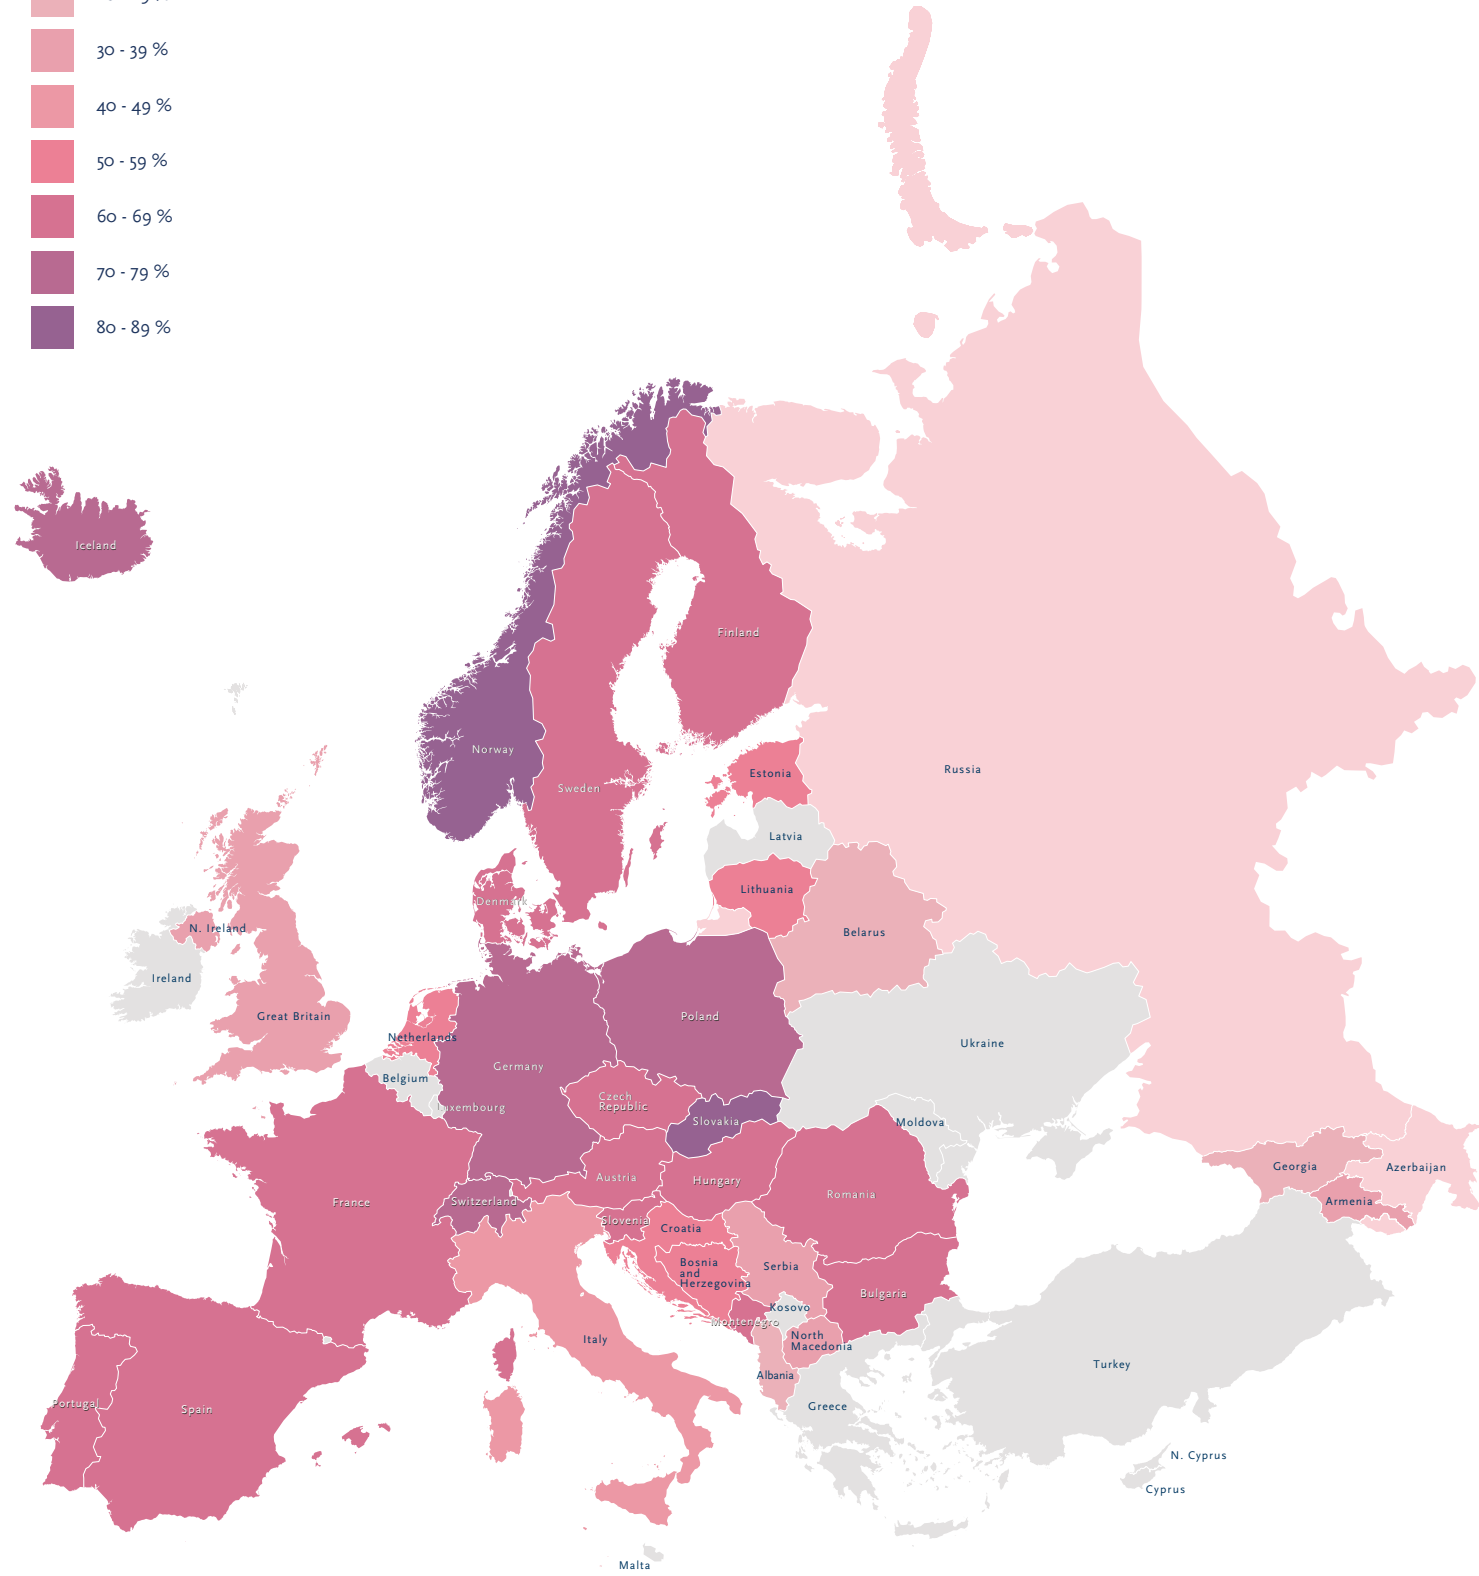 30 - 39 %
40 - 49 %
50 - 59 %
60 - 69 %
70 - 79 %
80 - 89 %
Iceland
Finland
Norway
Estonia
Russia
Sweden
Latvia
Lithuania
Denmark
N. Ireland
Belarus
Ireland
Great Britain
Poland
Netherlands
Ukraine
Germany
Belgium
Czech
Republic
Luxembourg
Slovakia
Moldova
Georgia
Azerbaijan
Austria
Hungary
Romania
France
Switzerland
Armenia
Slovenia
Croatia
Bosnia
and
Herzegovina
Serbia
Bulgaria
Kosovo
Montenegro
North
Macedonia
Italy
Turkey
Albania
Portugal
Spain
Greece
N. Cyprus
Cyprus
Malta